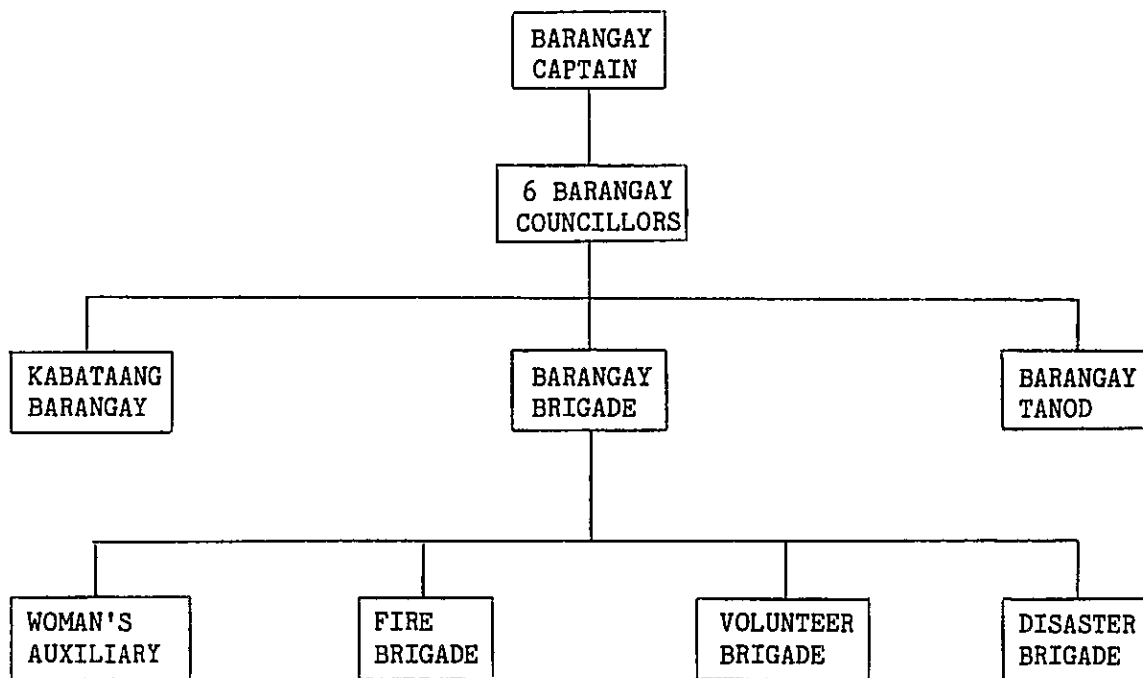 BARANGAY
CAPTAIN
6 BARANGAY
COUNCILLORS
KABATAANG
BARANGAY
BARANGAY
BRIGADE
BARANGAY
TANOD
WOMAN'S
AUXILIARY
FIRE
BRIGADE
VOLUNTEER
BRIGADE
DISASTER
BRIGADE